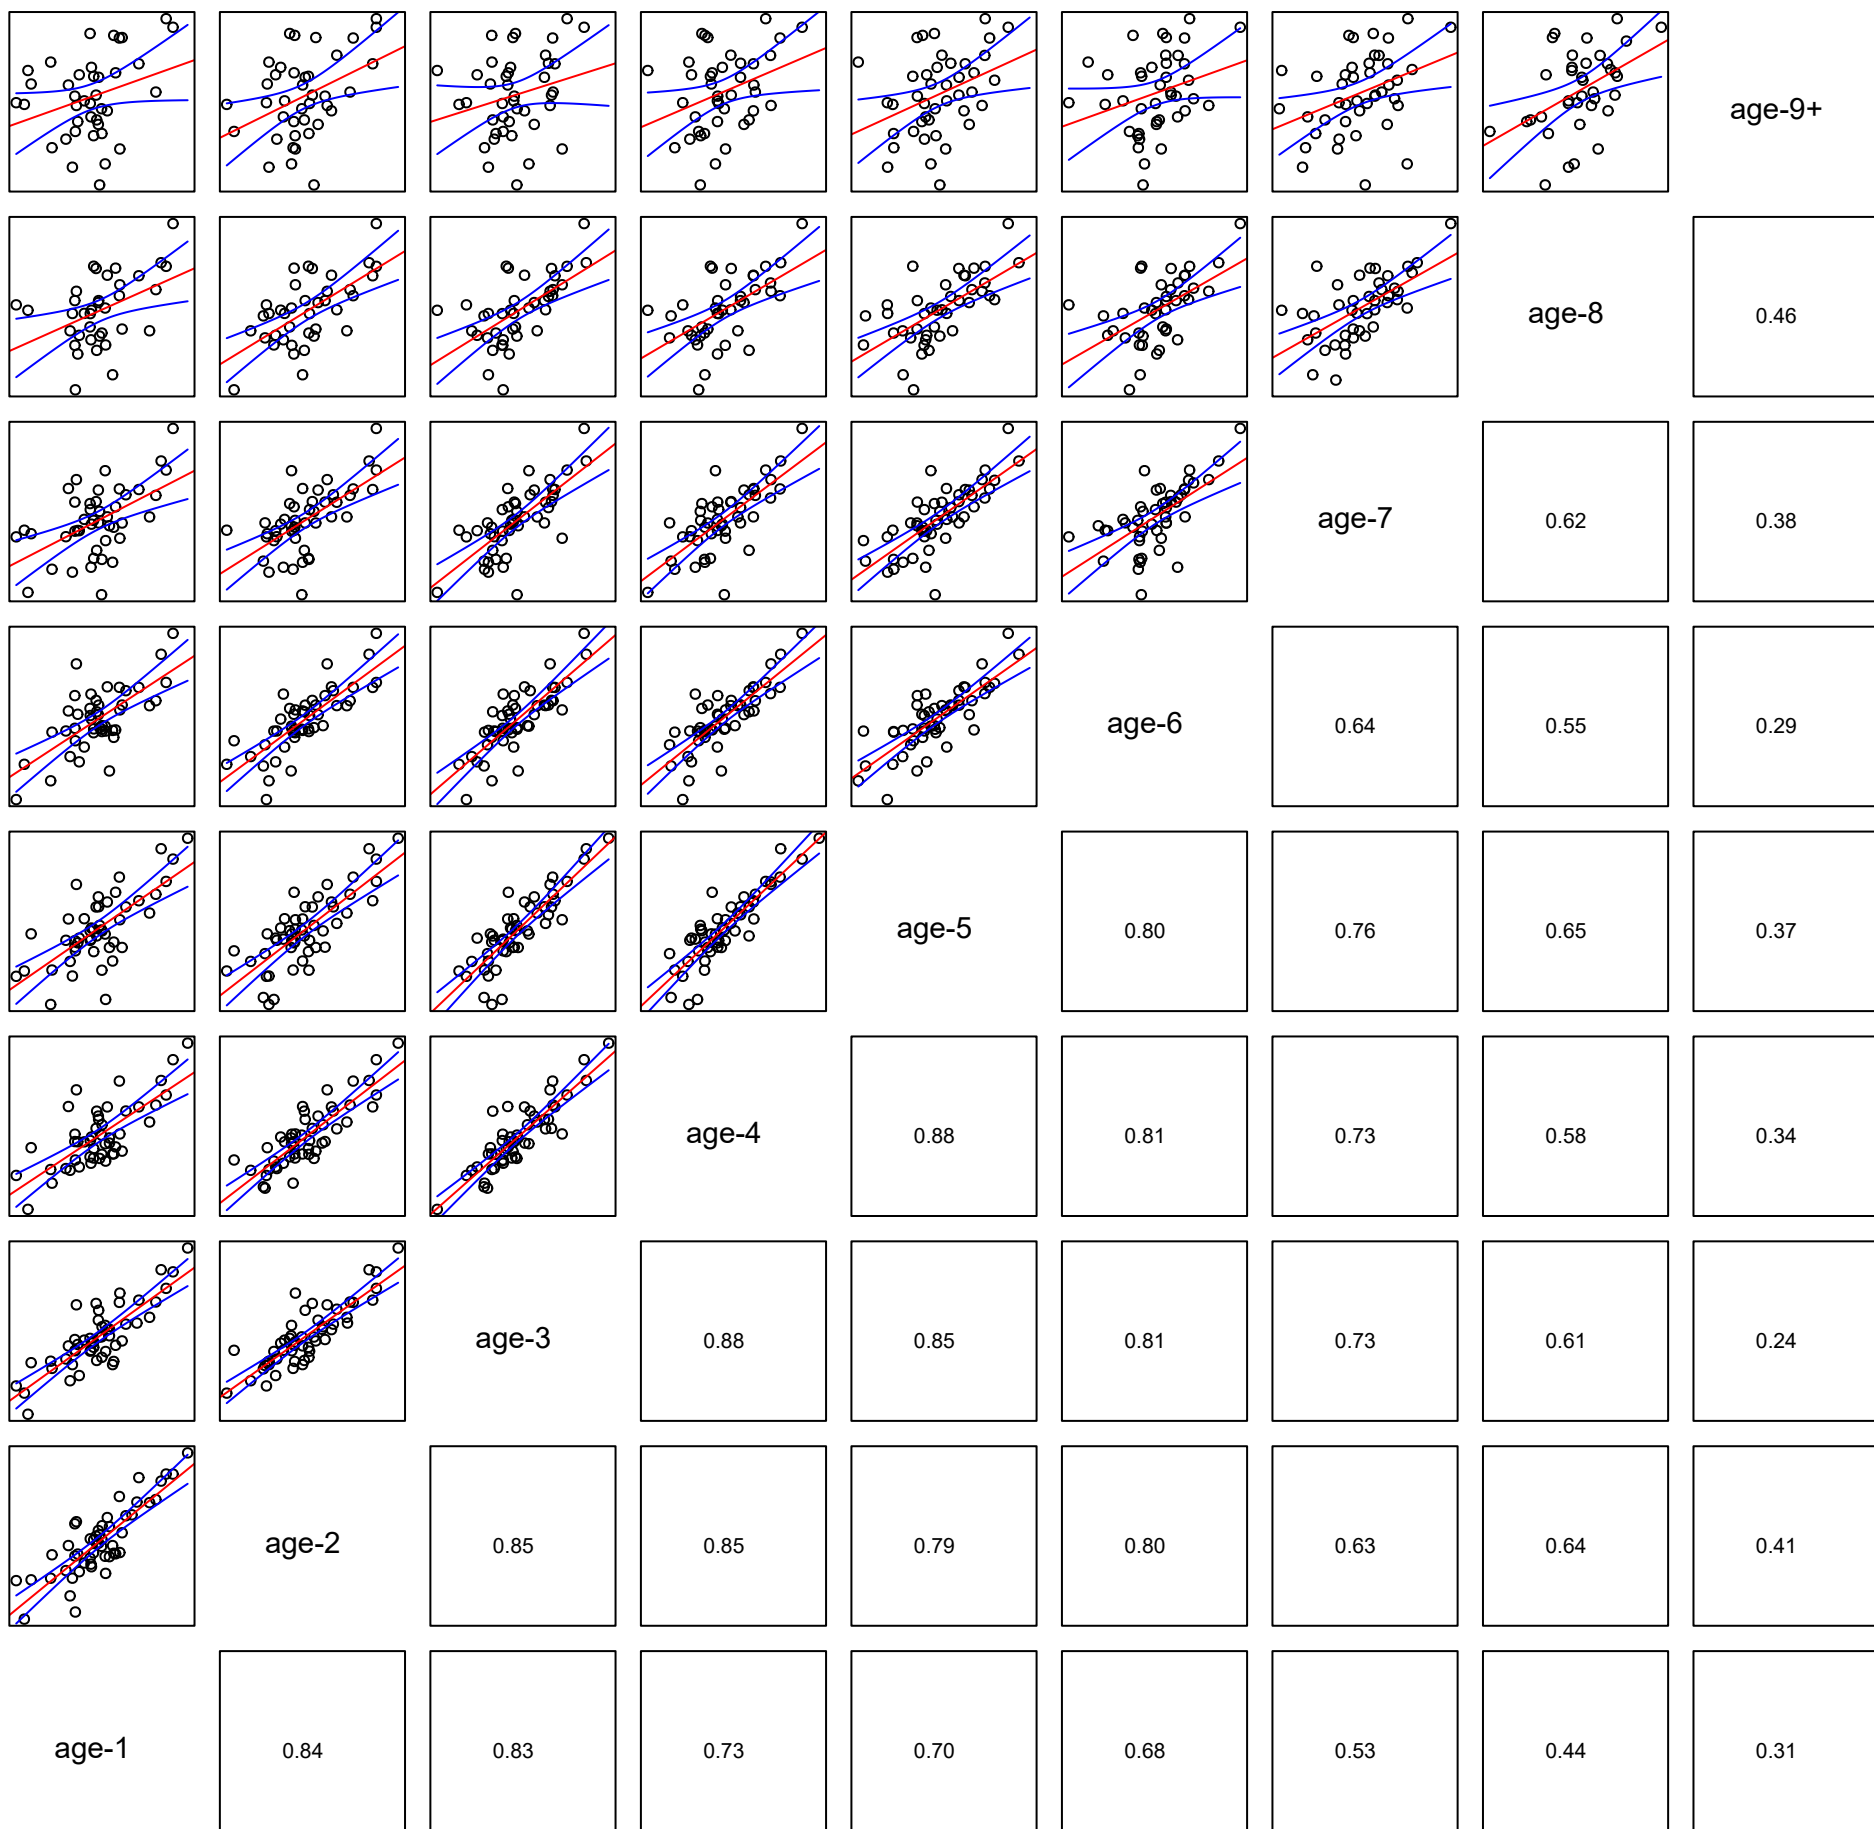 age-9+
age-8 0.46
age-7 0.62 0.38
age-6 0.64 0.55 0.29
age-5 0.80 0.76 0.65 0.37
age-4 0.88 0.81 0.73 0.58 0.34
age-3 0.88 0.85 0.81 0.73 0.61 0.24
age-2 0.85 0.85 0.79 0.80 0.63 0.64 0.41
age-1 0.84 0.83 0.73 0.70 0.68 0.53 0.44 0.31